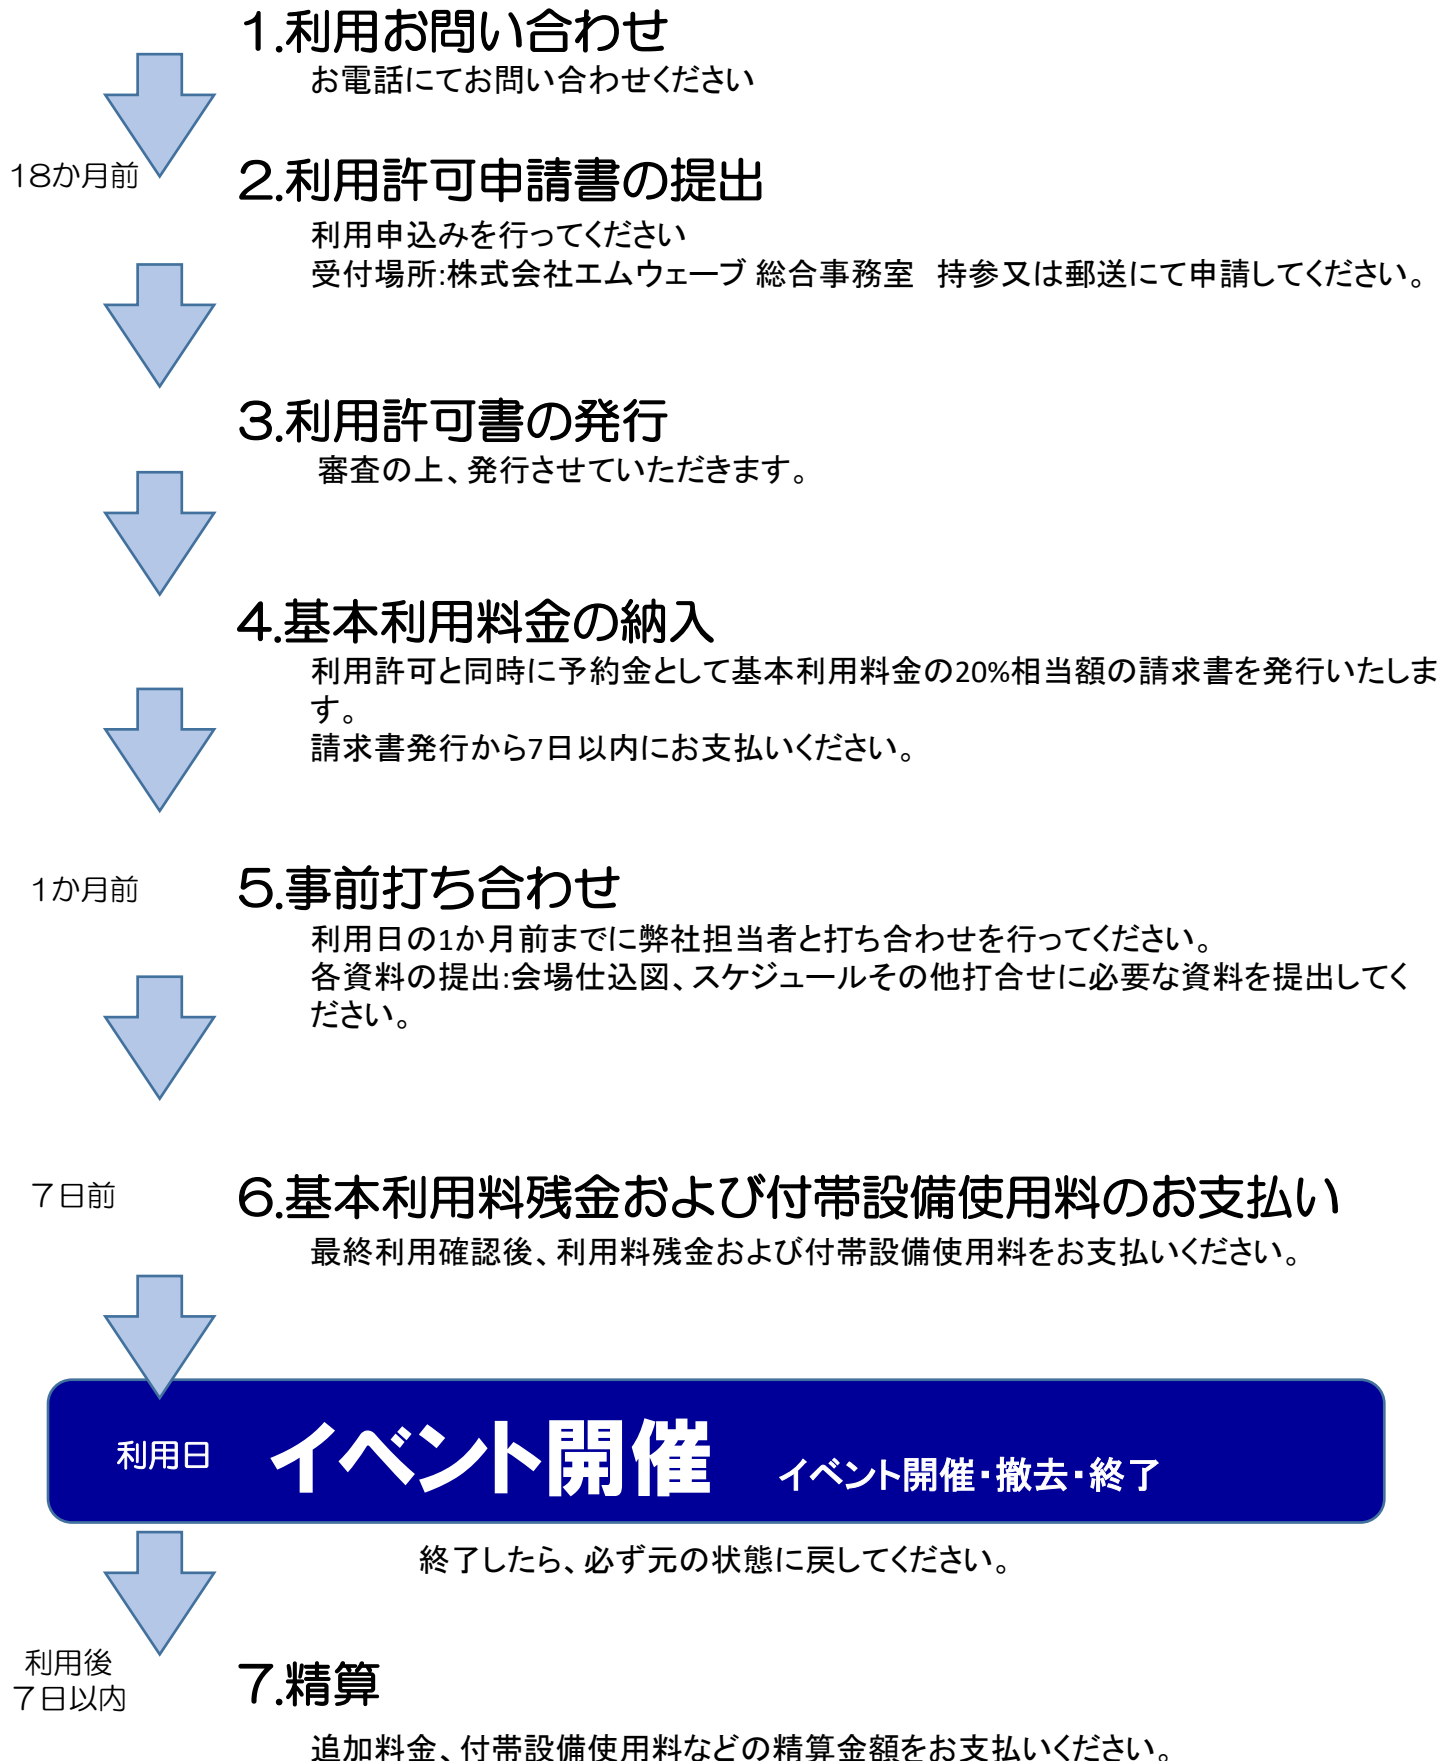 1.利用お問い合わせ
お電話にてお問い合わせください
18か月前
2.利用許可申請書の提出
利用申込みを行ってください
受付場所:株式会社エムウェーブ 総合事務室　持参又は郵送にて申請してください。
3.利用許可書の発行
審査の上、発行させていただきます。
4.基本利用料金の納入
利用許可と同時に予約金として基本利用料金の20%相当額の請求書を発行いたしま
す。
請求書発行から7日以内にお支払いください。
1か月前
5.事前打ち合わせ
利用日の1か月前までに弊社担当者と打ち合わせを行ってください。
各資料の提出:会場仕込図、スケジュールその他打合せに必要な資料を提出してく
ださい。
7日前
6.基本利用料残金および付帯設備使用料のお支払い
最終利用確認後、利用料残金および付帯設備使用料をお支払いください。
利用日
イベント開催
イベント開催・撤去・終了
終了したら、必ず元の状態に戻してください。
利用後
7日以内
7.精算
追加料金、付帯設備使用料などの精算金額をお支払いください。